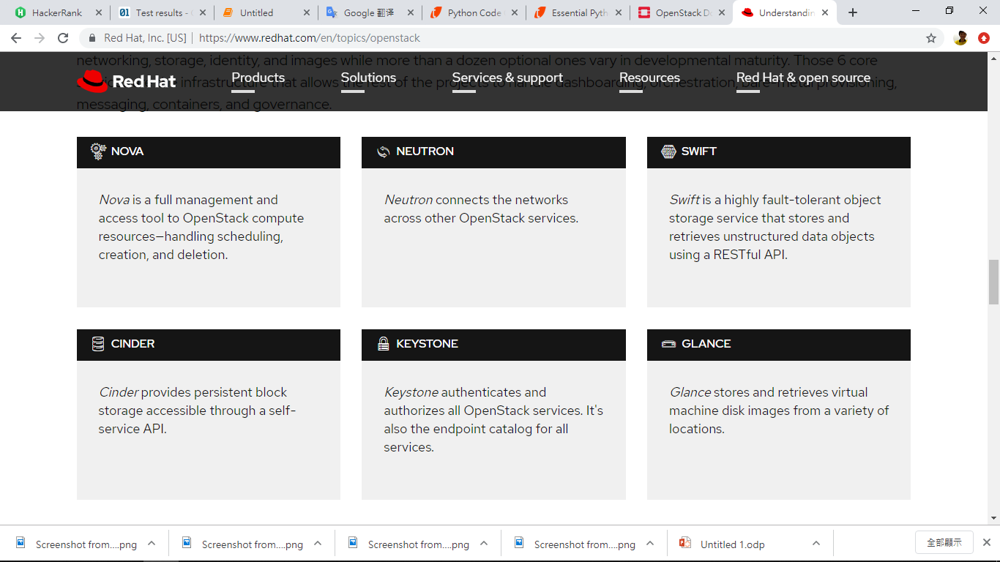 HackerRank
Test results -
Untitled
Google 翻译
Python Code
Essential Pyth
OpenStack D
Understandin
Red Hat, Inc. [US] | https://www.redhat.com/en/topics/openstack
networking, storage, identity, and images while more than a dozen optional ones vary in developmental maturity. Those 6 core
Red Hat
Products
Solutions
Services & support
Resources
Red Hat & open source
infrastructure that allows the rest of the projects to handle dashboarding, orchestration, bare-metal provisioning,
messaging, containers, and governance.
NOVA
Nova is a full management and
access tool to OpenStack compute
resources—handling scheduling,
creation, and deletion.
NEUTRON
Neutron connects the networks
across other OpenStack services.
SWIFT
Swift is a highly fault-tolerant object
storage service that stores and
retrieves unstructured data objects
using a RESTful API.
CINDER
Cinder provides persistent block
storage accessible through a self-
service API.
KEYSTONE
Keystone authenticates and
authorizes all OpenStack services. It's
also the endpoint catalog for all
services.
GLANCE
Glance stores and retrieves virtual
machine disk images from a variety of
locations.
Screenshot from....png
Screenshot from....png
Screenshot from....png
Screenshot from....png
Untitled 1.odp
全部顯示